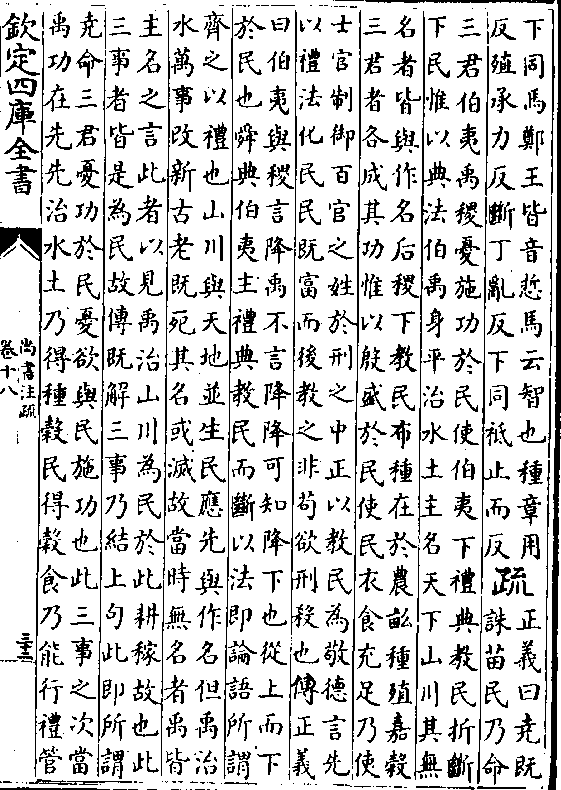 下同馬鄭王皆音悊馬云智也種章用
反殖承力反斷丁亂反下同祗止而反
疏
正義曰堯既
誅苗民乃命
三君伯夷禹稷憂施功於民使伯夷下禮典教民折斷
下民惟以典法伯禹身平治水土主名天下山川其無
名者皆與作名后稷下教民布種在於農畝種殖嘉穀
三君者各成其功惟以殷盛於民使民衣食充足乃使
士官制御百官之姓於刑之中正以教民為敬德言先
以禮法化民民既富而後教之非苟欲刑殺也傳正義
曰伯夷與稷言降禹不言降降可知降下也從上而下
於民也舜典伯夷主禮典教民而斷以法即論語所謂
齊之以禮也山川與天地並生民應先與作名但禹治
水萬事改新古老既死其名或滅故當時無名者禹皆
主名之言此者以見禹治山川為民於此耕稼故也此
三事者皆是為民故傳既解三事乃結上句此即所謂
堯命三君憂功於民憂欲與民施功也此三事之次當
禹功在先先治水土乃得種穀民得穀食乃能行禮管
欽定四庫全書
尚書注疏
卷十八